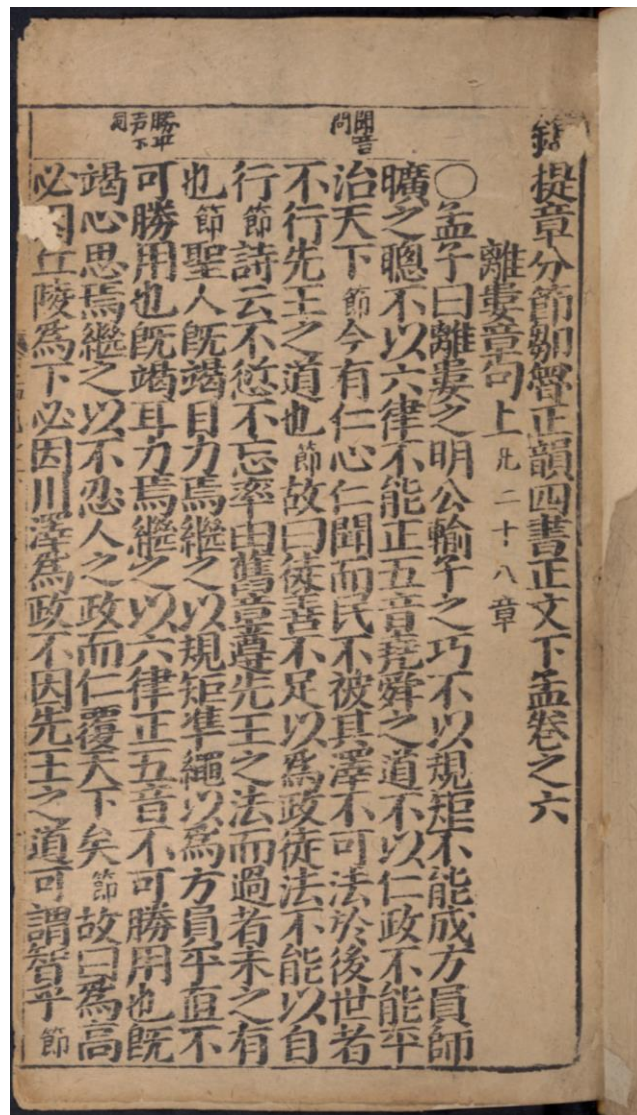 鐫提章分節勿魯正韻四書正文下孟卷之六
離婁章句上 凡二十八章
〇孟子曰離婁之明公輸子之巧不以規矩不能成方員師
曠之聰不以六律不能正五音堯舜之道不以仁政不能平
聞音
問
治天下 節 今有仁心仁聞而民不被其澤不可法於後世者
不行先王之道也 節 故曰徒善不足以爲政徒法不能以自
行 節 詩云不愆不忘率由舊章遵先王之法而過者未之有
也 節 聖人旣竭目力焉繼之以規矩準繩以爲方員平直不
勝平
声下
同
可勝用也旣竭耳力焉繼之以六律正五音不可勝用也旣
竭心思焉繼之以不忍人之政而仁覆天下矣 節 故曰爲高
必因丘陵爲下必因川澤爲政不因先王之道可謂智乎 節